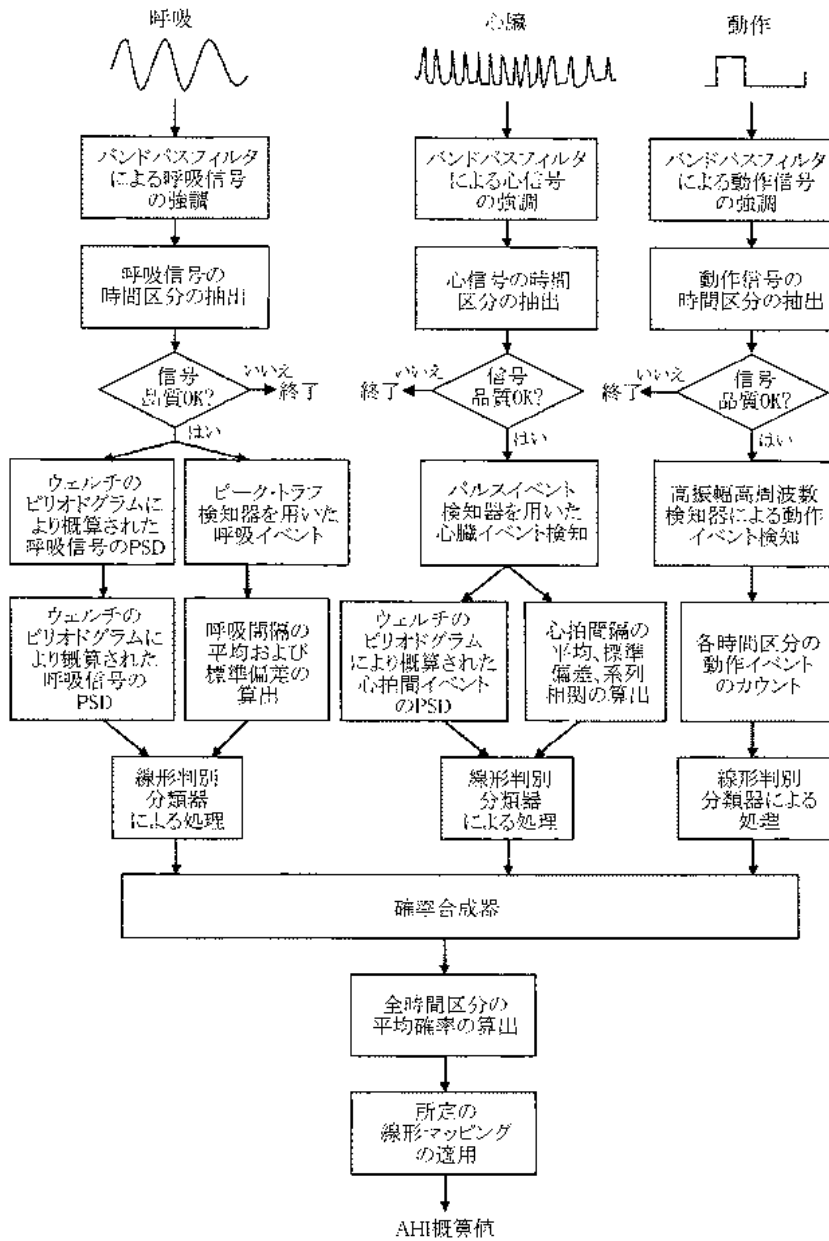 呼吸
心臓
動作
バンドパスフィルタ
による呼吸信号
の強調
バンドパスフィルタ
による心信号
の強調
バンドパスフィルタ
による動作信号
の強調
呼吸信号の
時間区分の抽出
心信号の時間
区分の抽出
動作信号の
時間区分の抽出
信号
品質OK?
いいえ
終了
はい
信号
品質OK?
いいえ
終了
はい
信号
品質OK?
いいえ
終了
はい
ウェルチの
ピリオドグラムに
より概算された
呼吸信号のPSD
ピーク・トラフ
検知器を用いた
呼吸イベント
パルスイベント
検知器を用いた
心臓イベント検知
高振幅高周波数
検知器による動作
イベント検知
ウェルチの
ピリオドグラムに
より概算された
呼吸信号の
PSD
呼吸間隔の
平均および
標準偏差の
算出
ウェルチの
ピリオドグラム
により概算された
心拍間イベント
のPSD
心拍間隔の
平均、標準
偏差、系列
相関の算出
各時間区分の
動作イベント
のカウント
線形判別
分類器
による処理
線形判別
分類器
による処理
線形判別
分類器による
処理
確率合成器
全時間区分の
平均確率の算出
所定の
線形マッピング
の適用
AHI概算値